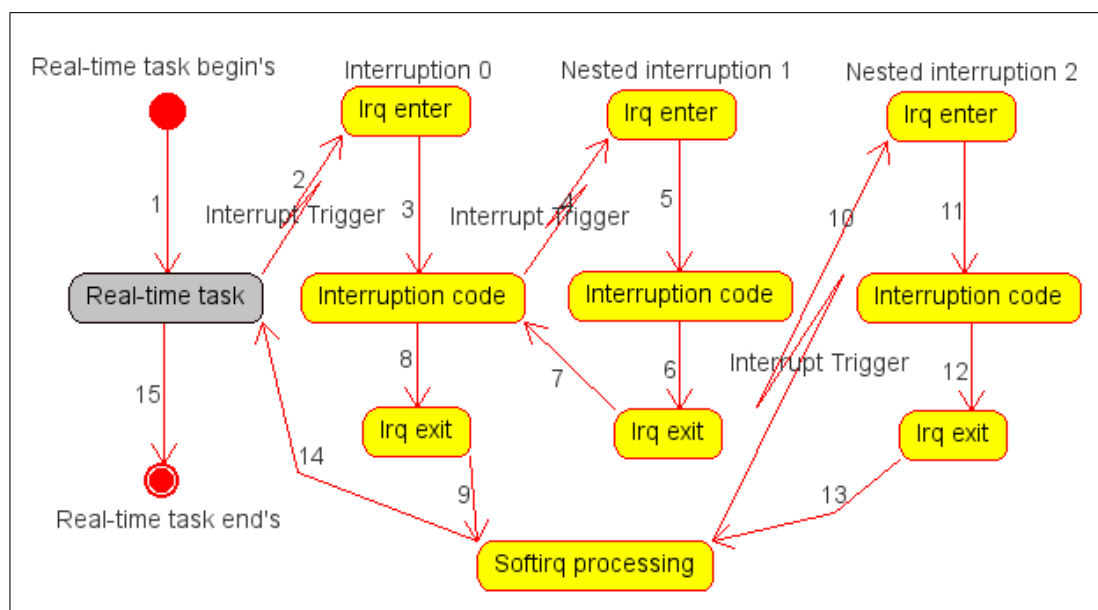 Real-time task begin's
Interruption 0
Nested interruption 1
Nested interruption 2
Irq enter
Irq enter
Irq enter
1
2
3
4
5
10
11
Interrupt Trigger
Interrupt Trigger
Real-time task
Interruption code
Interruption code
Interruption code
15
8
7
6
Interrupt Trigger
12
Irq exit
Irq exit
Irq exit
14
9
13
Real-time task end's
Softirq processing